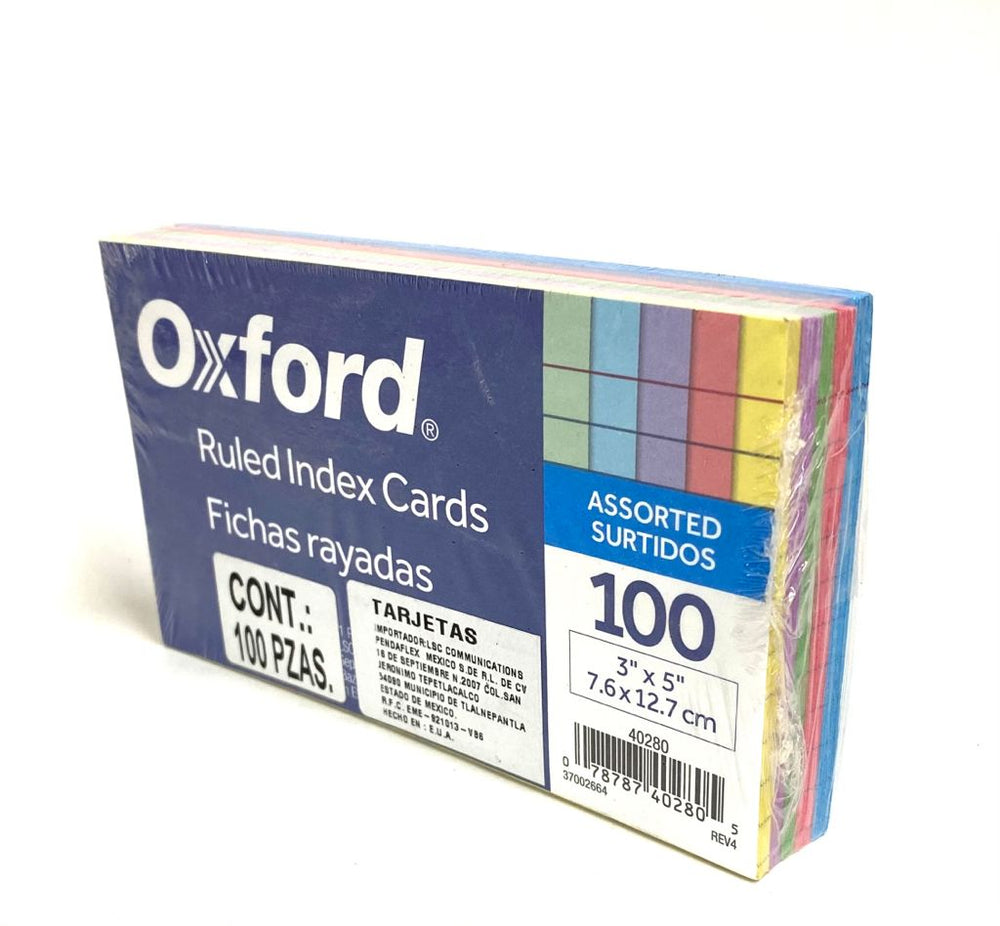 Oxford®
Ruled Index Cards
Fichas rayadas
CONT.:
100 PZAS.
TARJETAS
IMPORTADOR:LSC COMMUNICATIONS
PENDAFLEX MEXICO S.DE R.L. DE CV
16 DE SEPTIEMBRE N.2007 COL.SAN
JERONIMO TEPETLACALCO
54090 MUNICIPIO DE TLALNEPANTLA
ESTADO DE MEXICO.
R.F.C. EME-921013-V86
HECHO EN : E.U.A.
ASSORTED
SURTIDOS
100
3" x 5"
7.6 x 12.7 cm
40280
0 78787 40280 5
37002664
REV4